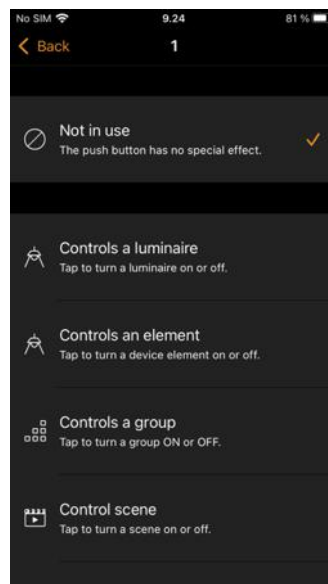 No SIM 9.24 81 %
Back 1
Not in use
The push button has no special effect.
Controls a luminaire
Tap to turn a luminaire on or off.
Controls an element
Tap to turn a device element on or off.
Controls a group
Tap to turn a group ON or OFF.
Control scene
Tap to turn a scene on or off.